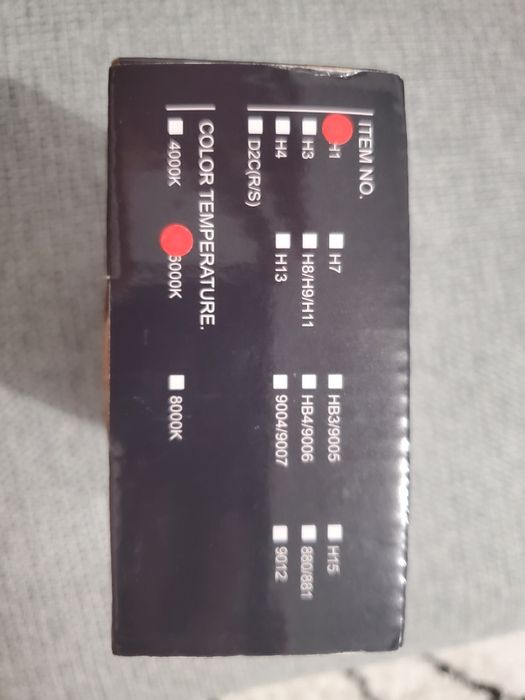 ITEM NO.
H1 H7 HB3/9005 H15
H3 H8/H9/H11 HB4/9006 880/881
H4 H13 9004/9007 9012
D2C(R/S)
COLOR TEMPERATURE.
4000K 6000K 8000K